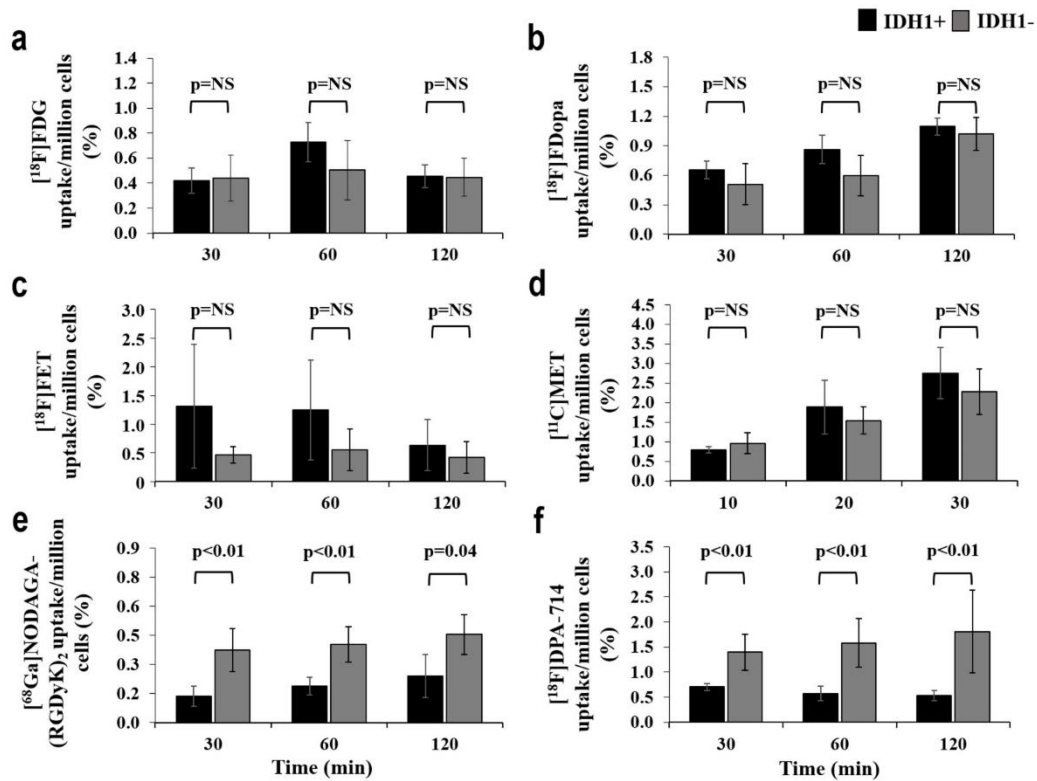 IDH1+ IDH1-
a
[¹⁸F]FDG
uptake/million cells
(%)
1.4
1.2
1.0
0.8
0.6
0.4
0.2
0.0
p=NS p=NS p=NS
30 60 120
b
[¹⁸F]FDopa
uptake/million cells
(%)
1.8
1.5
1.2
0.9
0.6
0.3
0.0
p=NS p=NS p=NS
30 60 120
c
[¹⁸F]FET
uptake/million cells
(%)
3.0
2.5
2.0
1.5
1.0
0.5
0
p=NS p=NS p=NS
30 60 120
d
[¹¹C]MET
uptake/million cells
(%)
4.5
4.0
3.5
3.0
2.5
2.0
1.5
1.0
0.5
0.0
p=NS p=NS p=NS
10 20 30
e
[⁶⁸Ga]NODAGA-
(RGDyK)₂ uptake/million
cells (%)
0.9
0.8
0.6
0.5
0.3
0.2
0.0
p<0.01 p<0.01 p=0.04
30 60 120
Time (min)
f
[¹⁸F]DPA-714
uptake/million cells
(%)
3.5
3.0
2.5
2.0
1.5
1.0
0.5
0.0
p<0.01 p<0.01 p<0.01
30 60 120
Time (min)